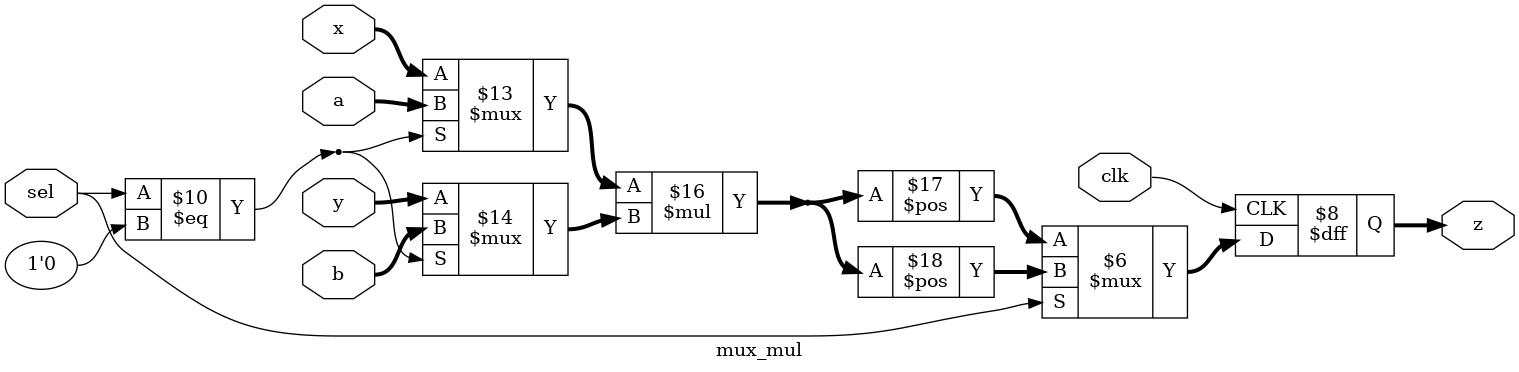 x
a
sel
1'0
A
B
$10
$eq
Y
y
b
A
B
S
$13
$mux
Y
A
B
S
$14
$mux
Y
A
B
$16
$mul
Y
A
$17
$pos
Y
A
$18
$pos
Y
clk
A
B
S
$6
$mux
Y
CLK
D
$8
$dff
Q
z
mux_mul